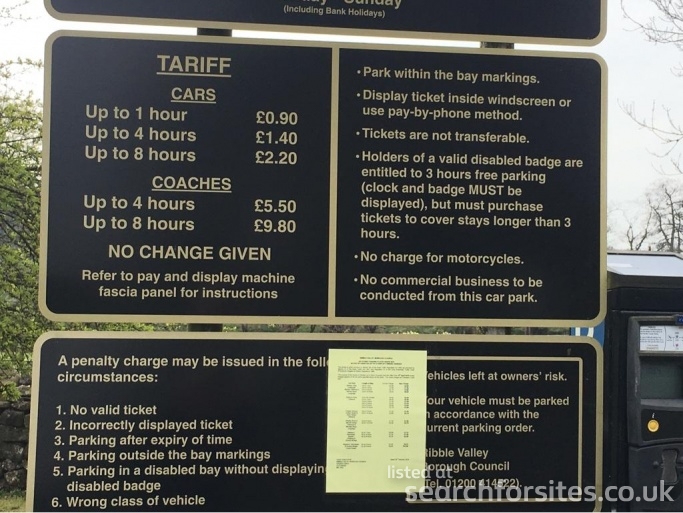 (Including Bank Holidays)
TARIFF
CARS
Up to 1 hour £0.90
Up to 4 hours £1.40
Up to 8 hours £2.20
COACHES
Up to 4 hours £5.50
Up to 8 hours £9.80
NO CHANGE GIVEN
Refer to pay and display machine
fascia panel for instructions
• Park within the bay markings.
• Display ticket inside windscreen or
use pay-by-phone method.
• Tickets are not transferable.
• Holders of a valid disabled badge are
entitled to 3 hours free parking
(clock and badge MUST be
displayed), but must purchase
tickets to cover stays longer than 3
hours.
• No charge for motorcycles.
• No commercial business to be
conducted from this car park.
A penalty charge may be issued in the
circumstances:
1. No valid ticket
2. Incorrectly displayed ticket
3. Parking after expiry of time
4. Parking outside the bay markings
5. Parking in a disabled bay without displaying
disabled badge
6. Wrong class of vehicle
ehicles left at owners' risk.
our vehicle must be parked
accordance with the
urrent parking order.
ibble Valley
orough Council
Tel. 01200
listed at
searchforsites.co.uk